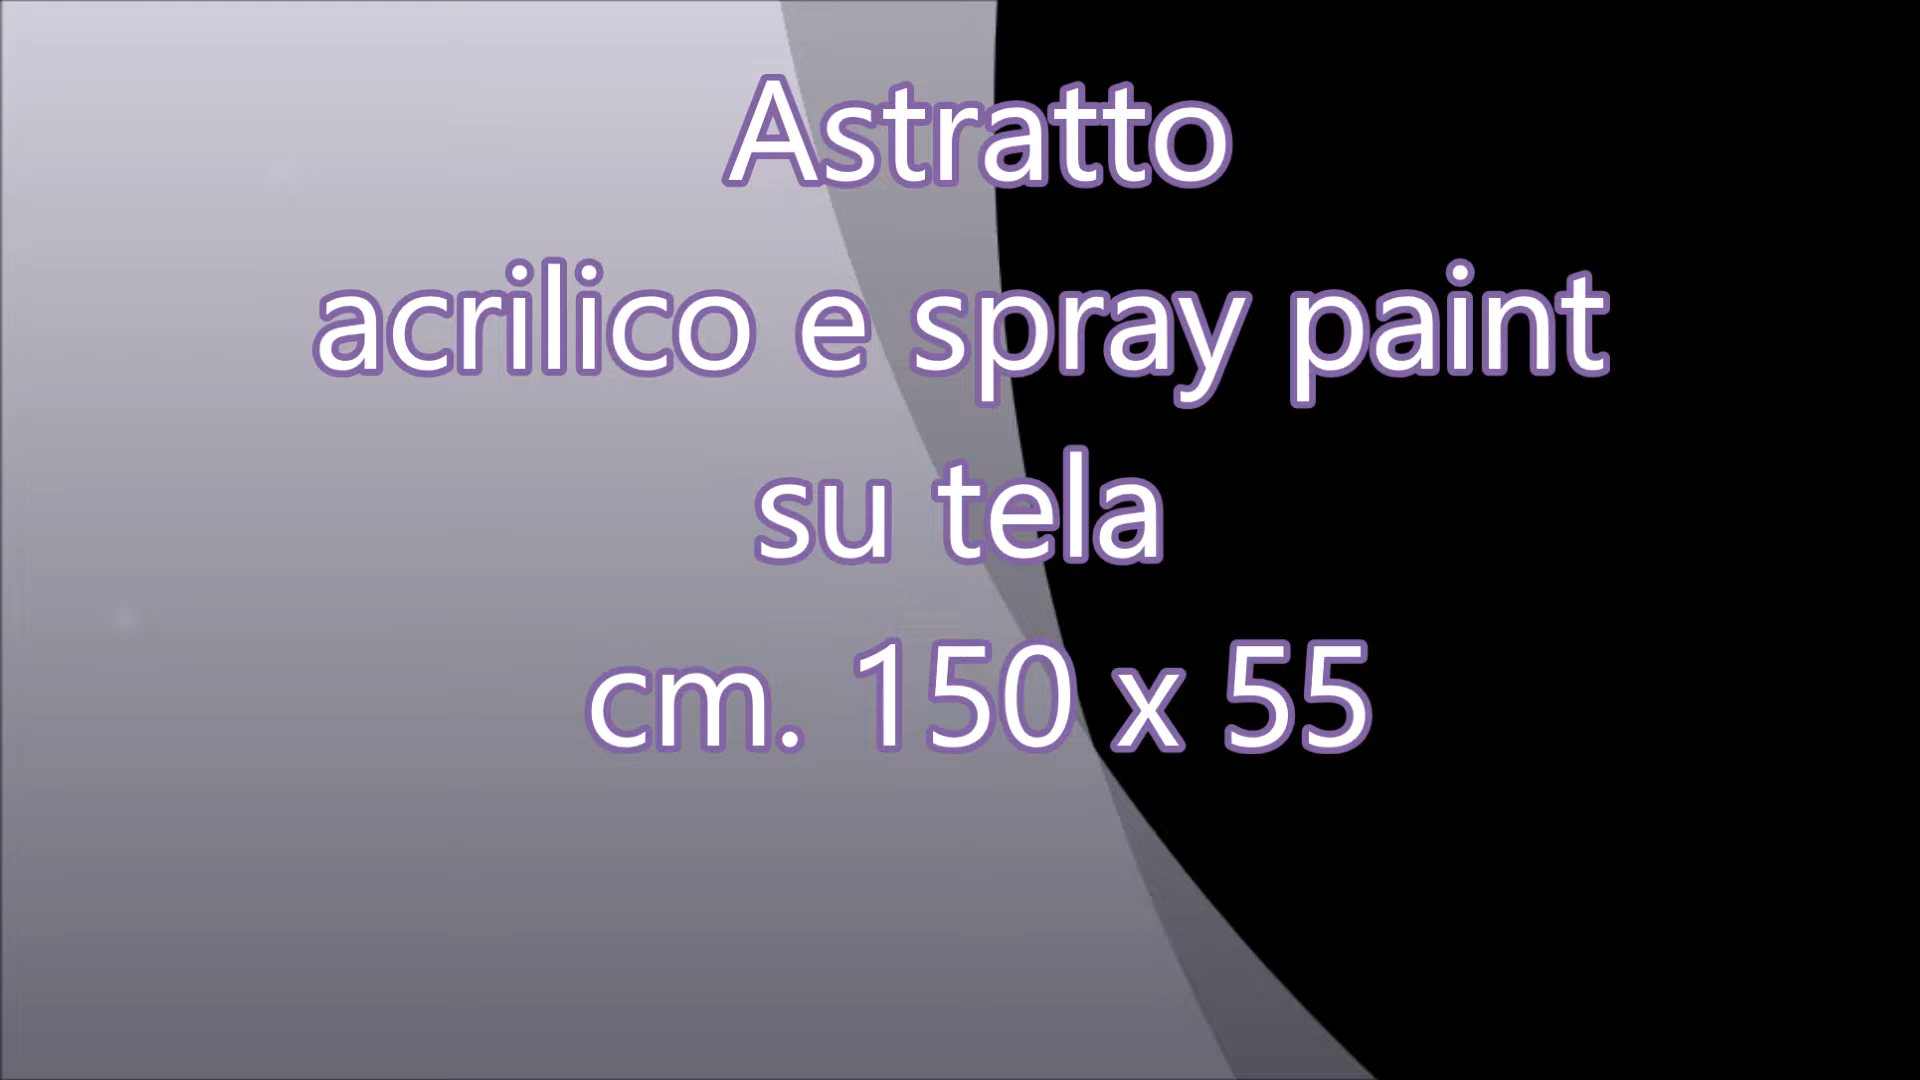 Astratto
acrilico e spray paint
su tela
cm. 150 x 55